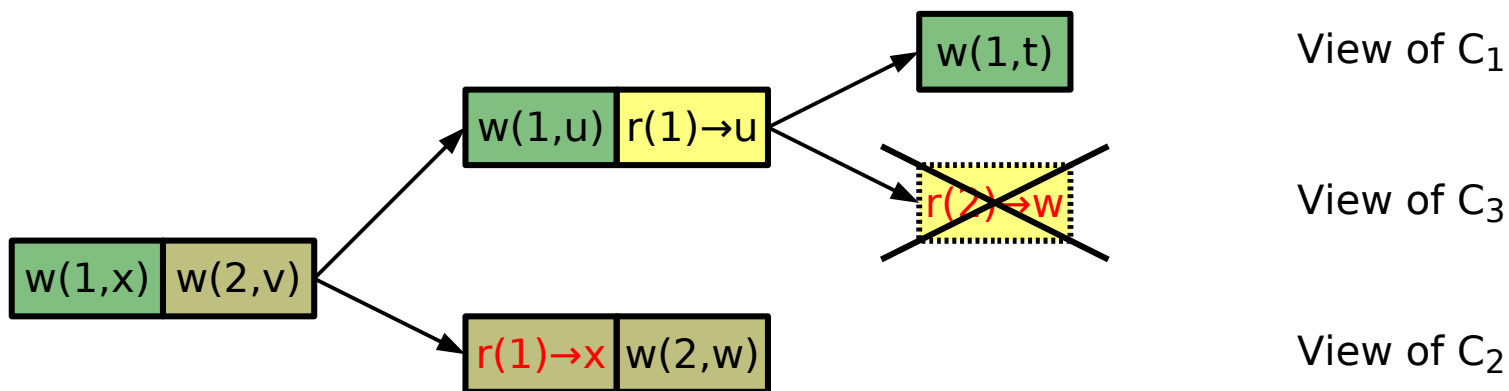 w(1,t) View of C₁
w(1,u) r(1)→u
r(2)→w View of C₃
w(1,x) w(2,v)
r(1)→x w(2,w) View of C₂